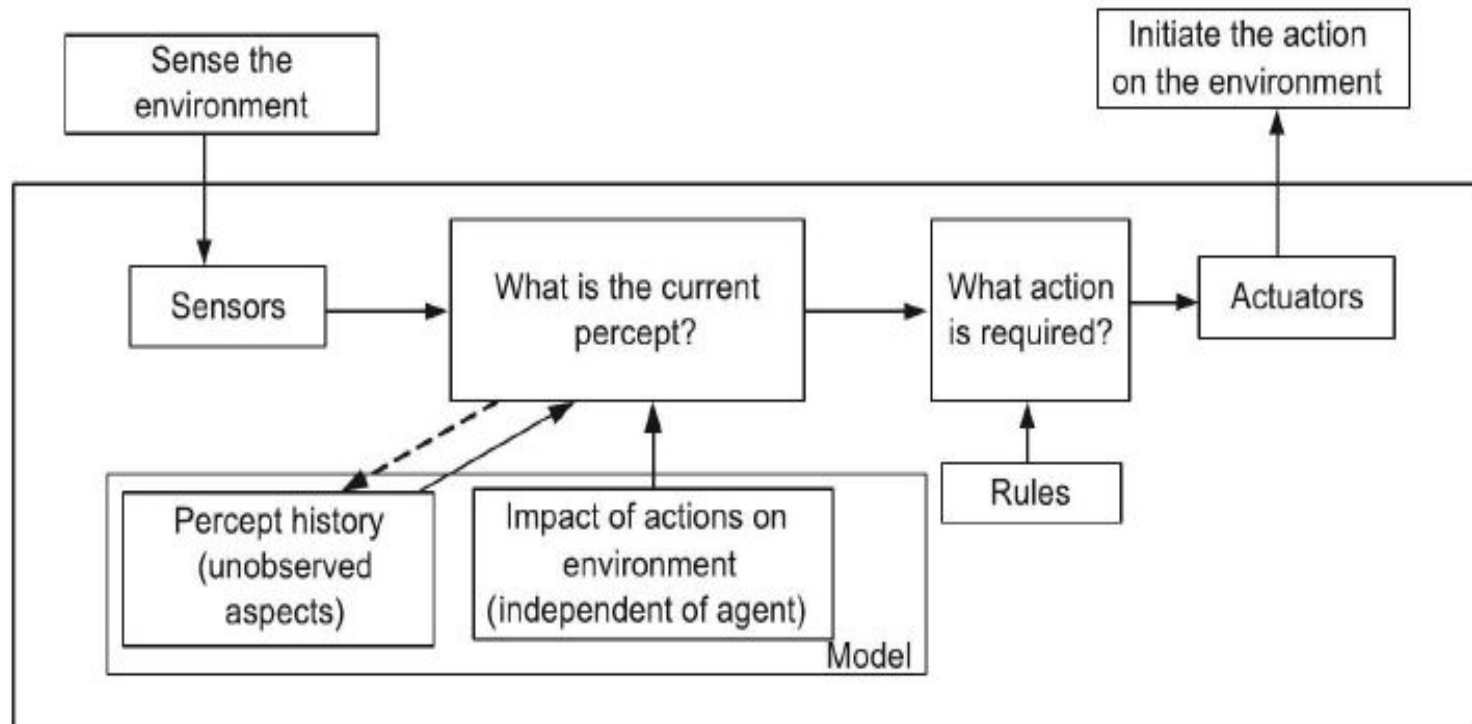 Sense the
environment
Initiate the action
on the environment
Sensors
What is the current
percept?
What action
is required?
Actuators
Percept history
(unobserved
aspects)
Impact of actions on
environment
(independent of agent)
Model
Rules